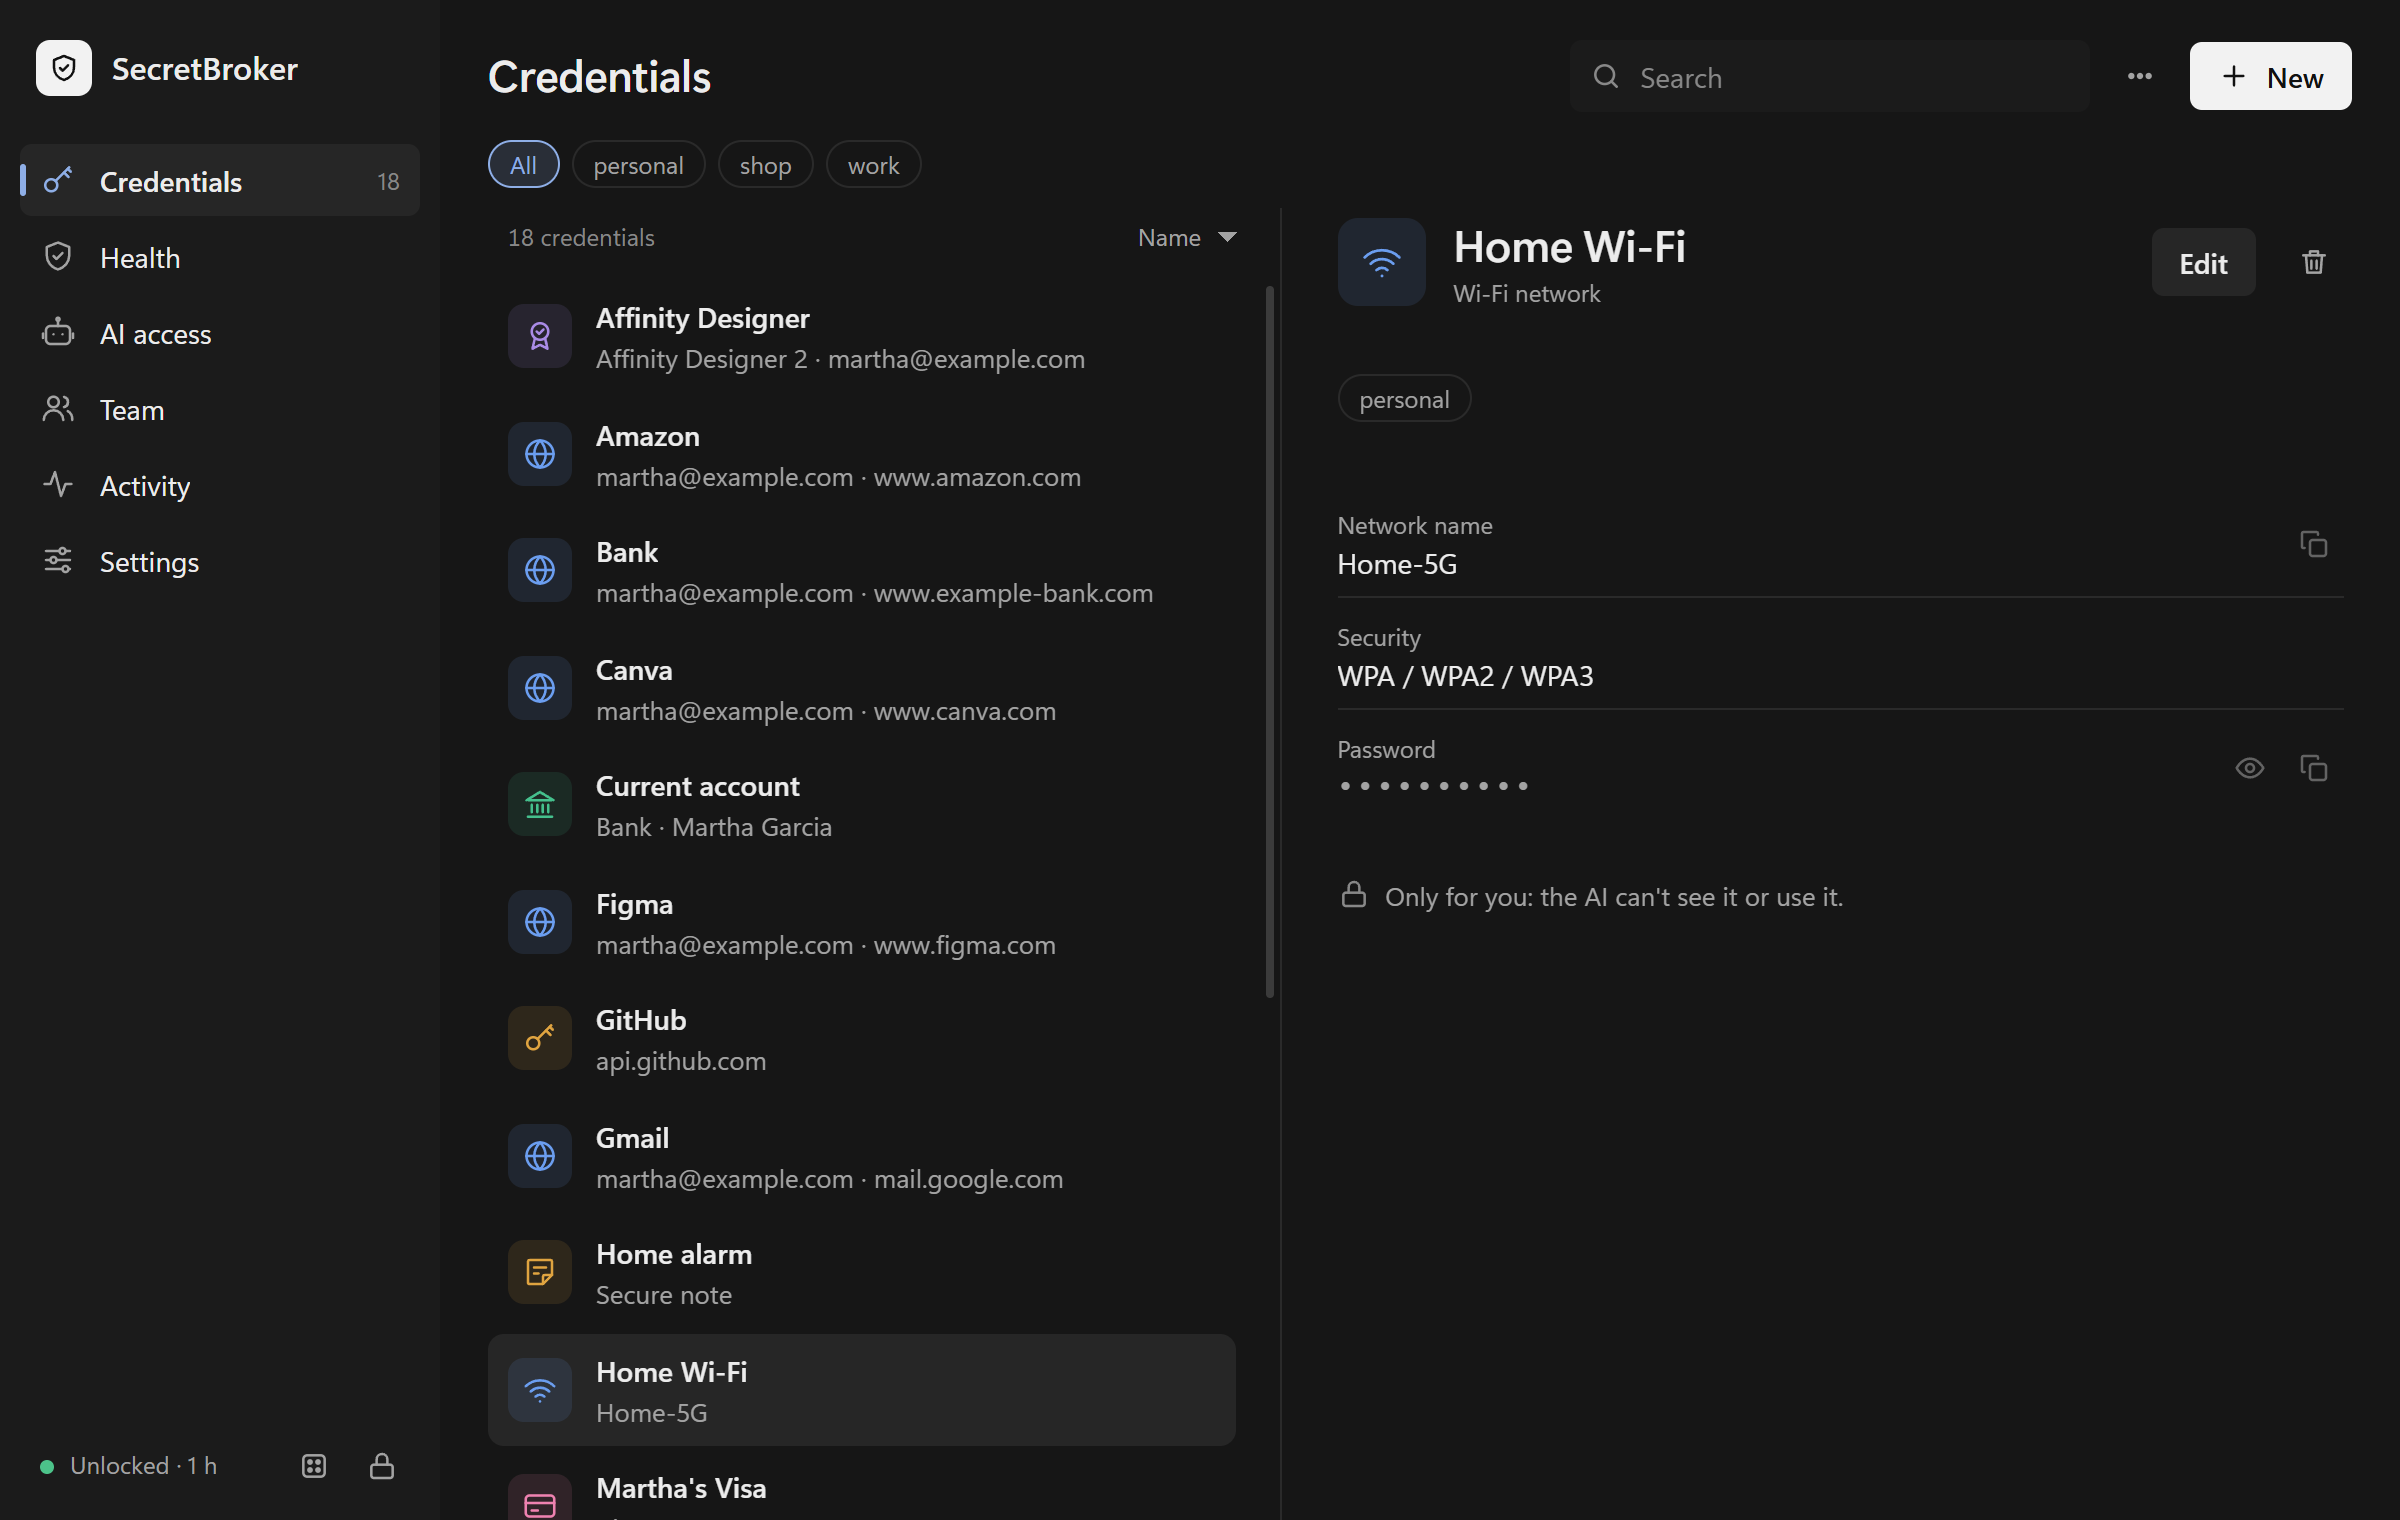 SecretBroker
Credentials 18
Health
AI access
Team
Activity
Settings
Unlocked · 1 h
Credentials
Search
New
All
personal
shop
work
18 credentials
Name
Affinity Designer
Affinity Designer 2 · martha@example.com
Amazon
martha@example.com · www.amazon.com
Bank
martha@example.com · www.example-bank.com
Canva
martha@example.com · www.canva.com
Current account
Bank · Martha Garcia
Figma
martha@example.com · www.figma.com
GitHub
api.github.com
Gmail
martha@example.com · mail.google.com
Home alarm
Secure note
Home Wi-Fi
Home-5G
Martha's Visa
Home Wi-Fi
Wi-Fi network
Edit
personal
Network name
Home-5G
Security
WPA / WPA2 / WPA3
Password
••••••••••
Only for you: the AI can't see it or use it.